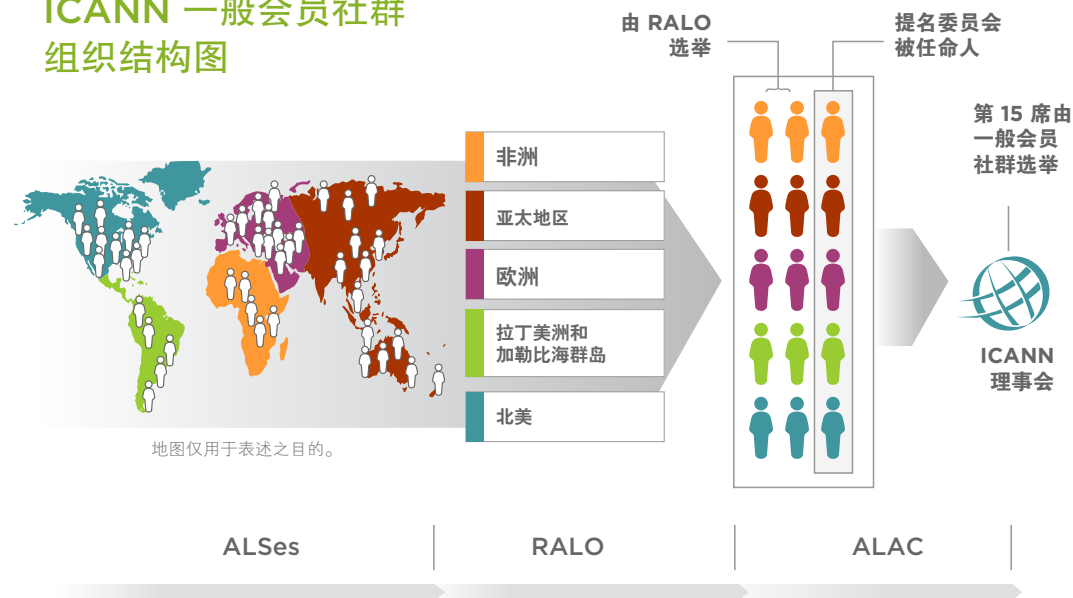 ICANN 一般会员社群
组织结构图
由 RALO
选举
提名委员会
被任命人
第 15 席由
一般会员
社群选举
非洲
亚太地区
欧洲
拉丁美洲和
加勒比海群岛
北美
ICANN
理事会
地图仅用于表述之目的。
ALSes
RALO
ALAC